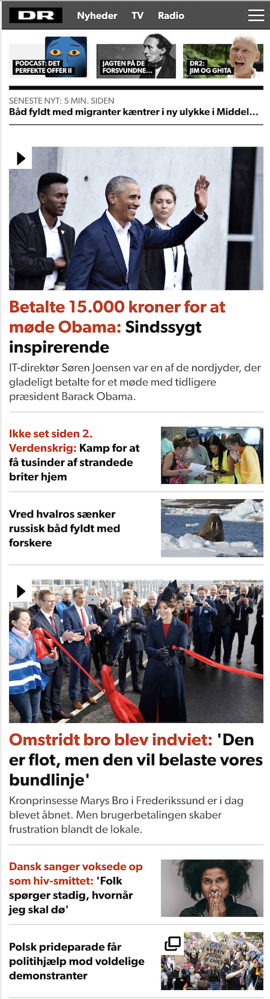 DR Nyheder TV Radio
PODCAST: DET
PERFEKTE OFFER II
JAGTEN PÅ DE
FORSVUNDNE...
DR2:
JIM OG GHITA
SENESTE NYT: 5 MIN. SIDEN
Båd fyldt med migranter kæntrer i ny ulykke i Middel...
Betalte 15.000 kroner for at
møde Obama: Sindssygt
inspirerende
IT-direktør Søren Joensen var en af de nordjyder, der
gladeligt betalte for et møde med tidligere
præsident Barack Obama.
Ikke set siden 2.
Verdenskrig: Kamp for at
få tusinder af strandede
briter hjem
Vred hvalros sænker
russisk båd fyldt med
forskere
Omstridt bro blev indviet: 'Den
er flot, men den vil belaste vores
bundlinje'
Kronprinsesse Marys Bro i Frederikssund er i dag
blevet åbnet. Men brugerbetalingen skaber
frustration blandt de lokale.
Dansk sanger voksede op
som hiv-smittet: 'Folk
spørger stadig, hvornår
jeg skal dø'
Polsk prideparade får
politihjælp mod voldelige
demonstranter
GAY
BY BIRTH
PROUD
BY CHOICE